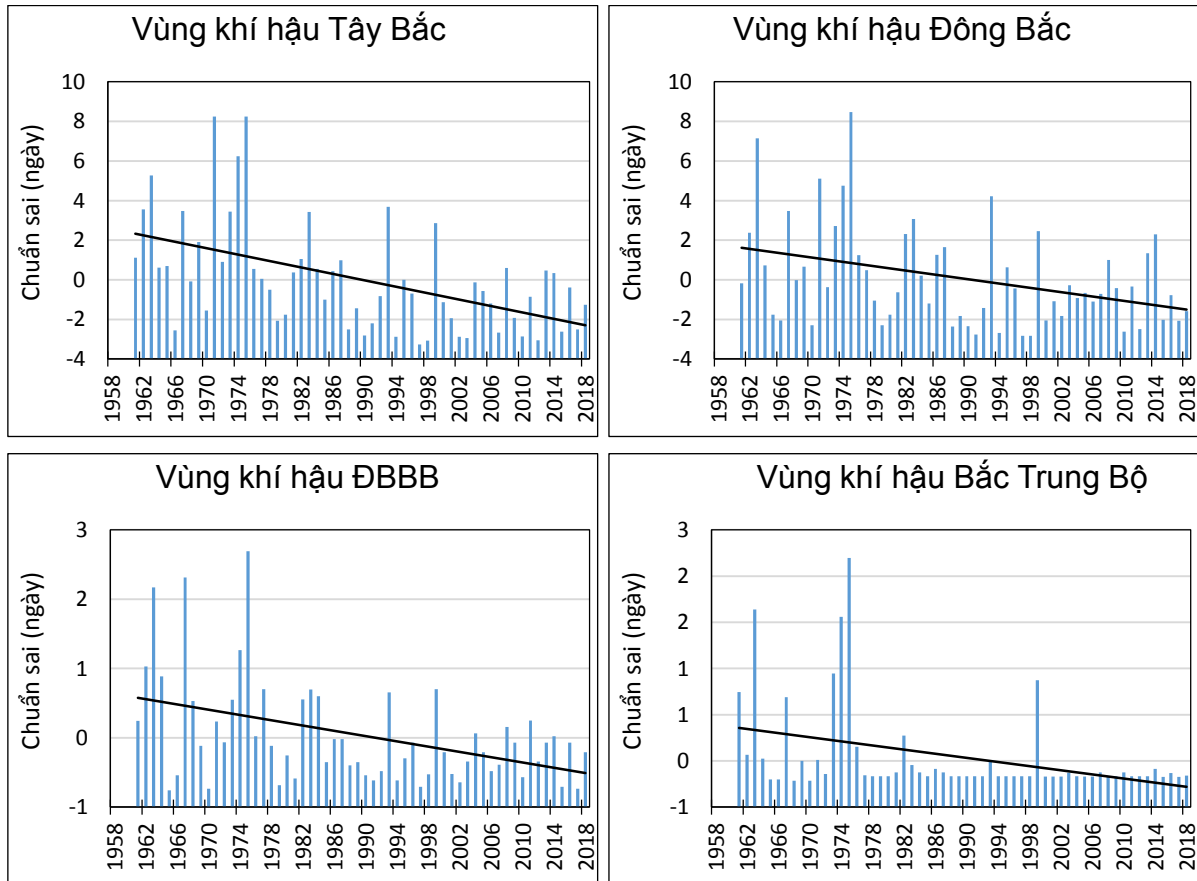 Vùng khí hậu Tây Bắc
Chuẩn sai (ngày)
10
8
6
4
2
0
-2
-4
1958 1962 1966 1970 1974 1978 1982 1986 1990 1994 1998 2002 2006 2010 2014 2018
Vùng khí hậu Đông Bắc
Chuẩn sai (ngày)
10
8
6
4
2
0
-2
-4
1958 1962 1966 1970 1974 1978 1982 1986 1990 1994 1998 2002 2006 2010 2014 2018
Vùng khí hậu ĐBBB
Chuẩn sai (ngày)
3
2
1
0
-1
1958 1962 1966 1970 1974 1978 1982 1986 1990 1994 1998 2002 2006 2010 2014 2018
Vùng khí hậu Bắc Trung Bộ
Chuẩn sai (ngày)
3
2
2
1
1
0
-1
1958 1962 1966 1970 1974 1978 1982 1986 1990 1994 1998 2002 2006 2010 2014 2018